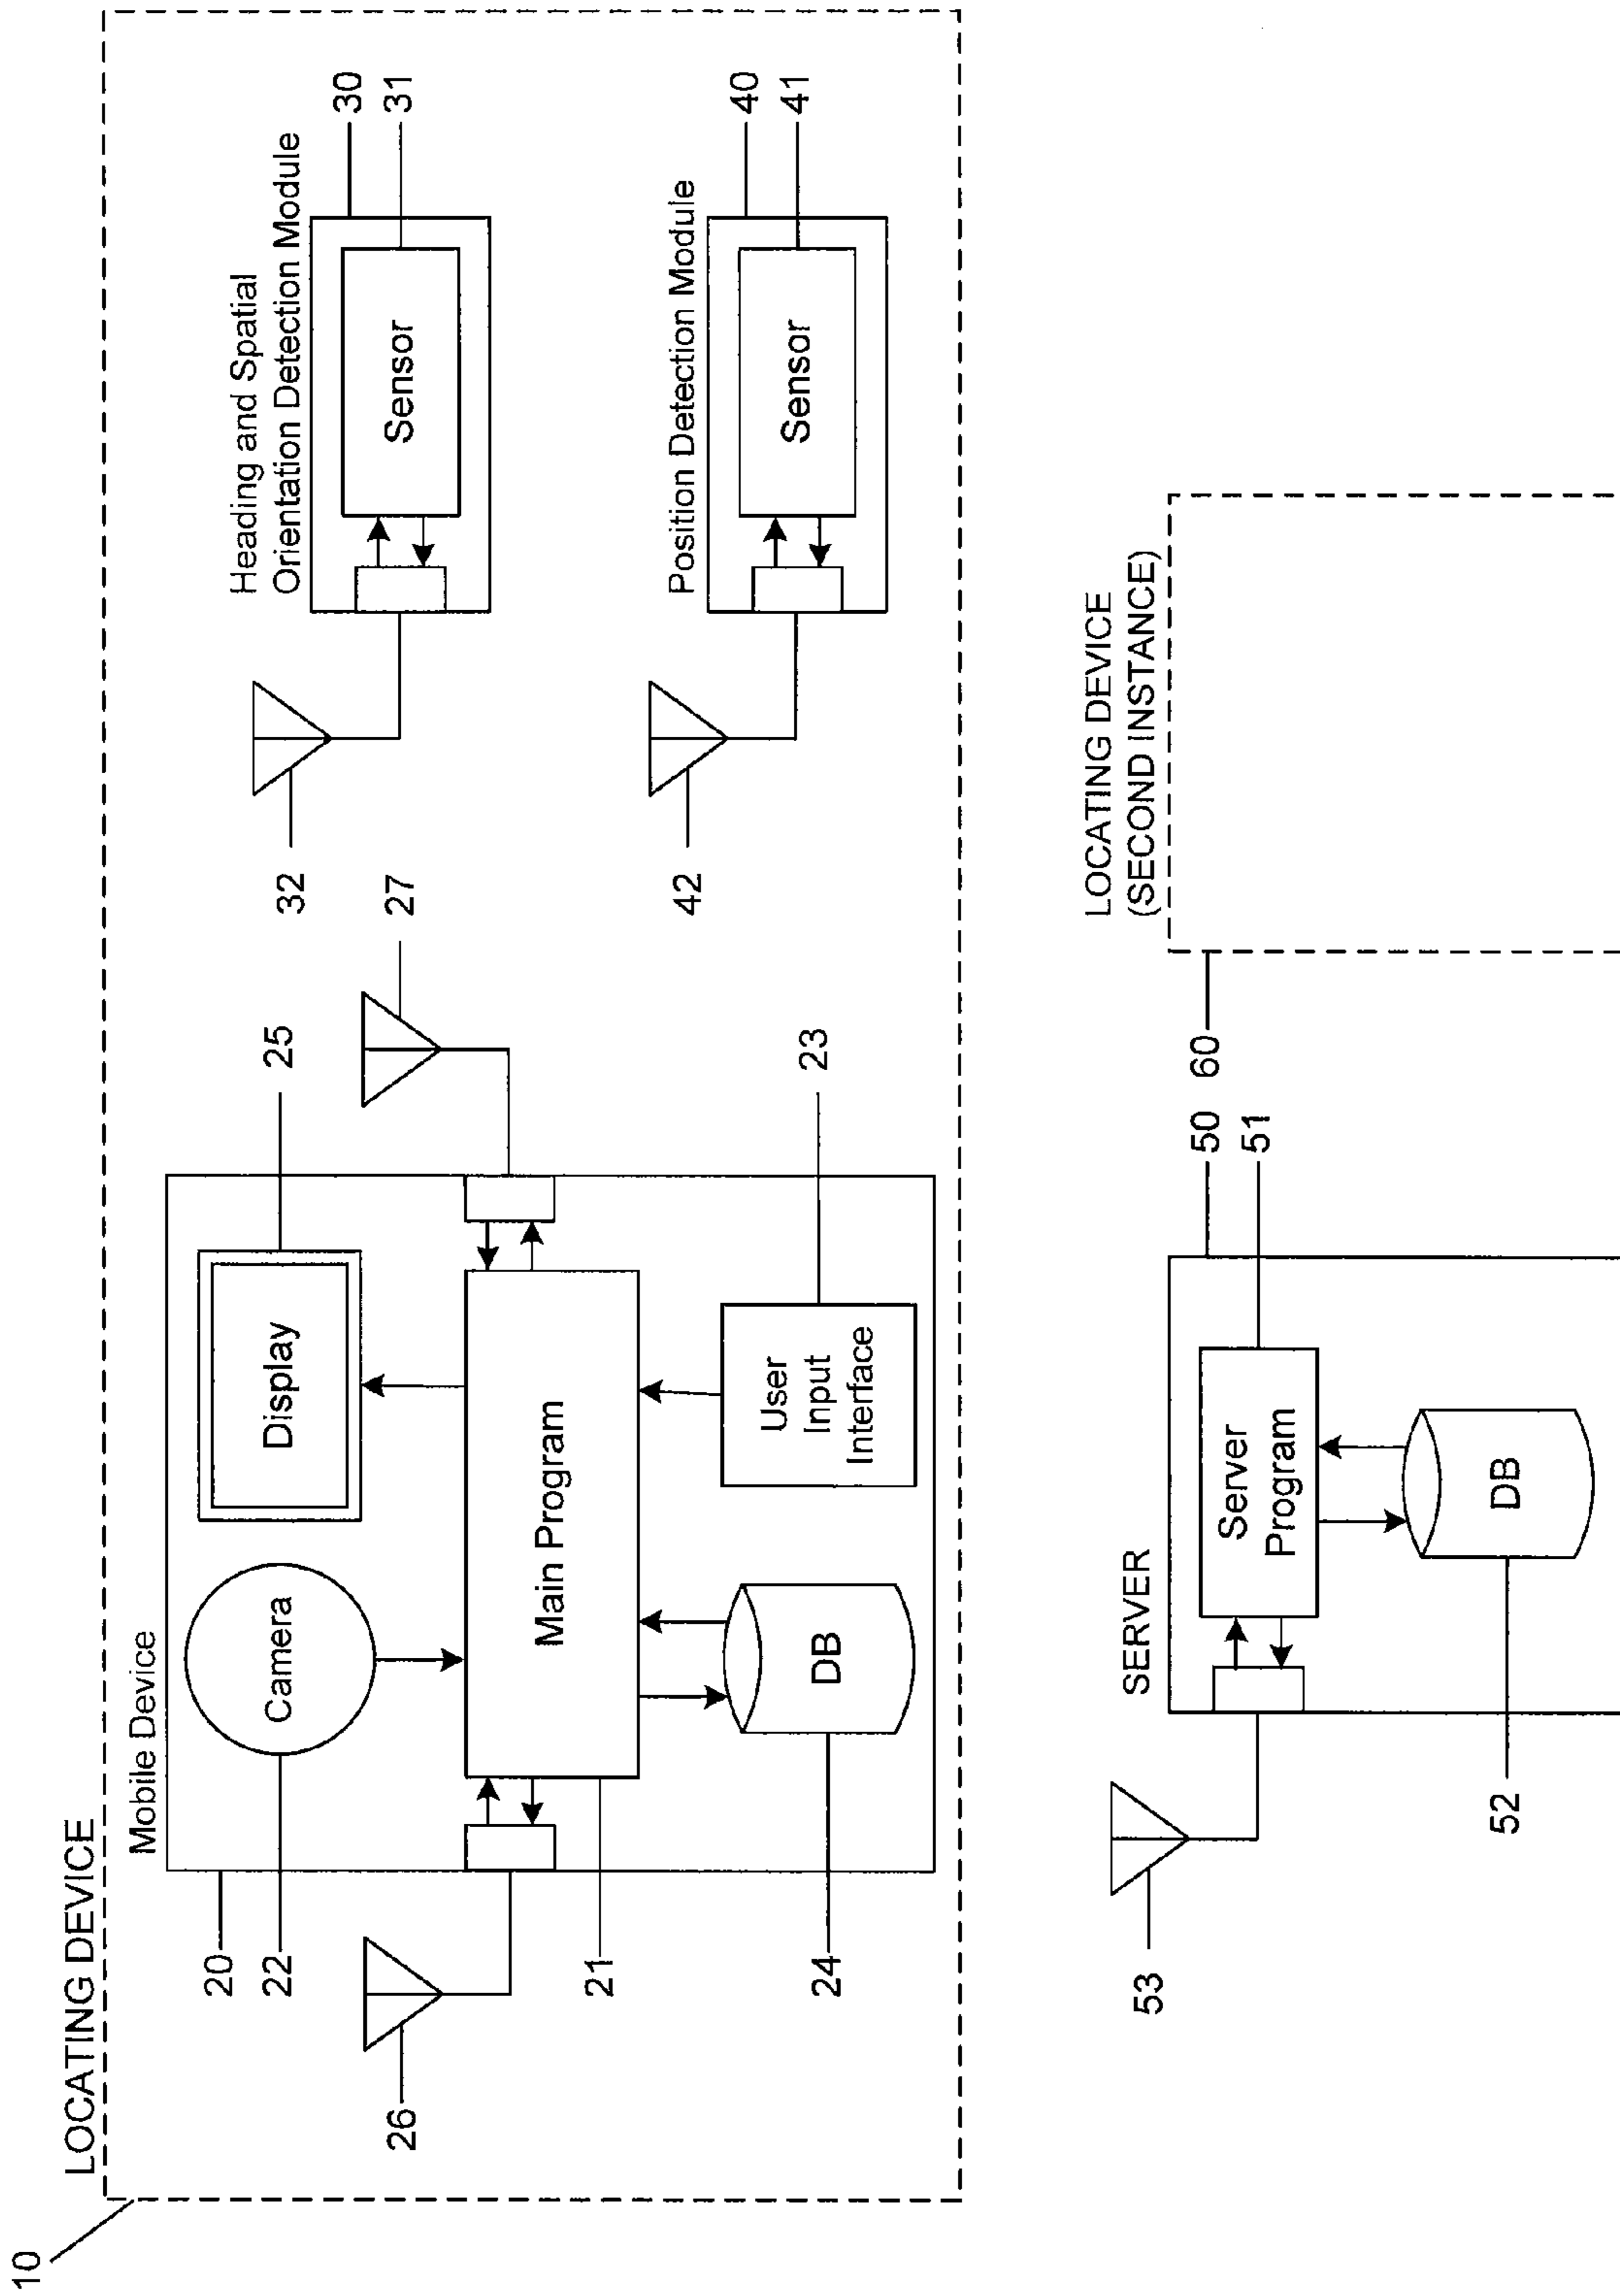 10
LOCATING DEVICE
Mobile Device
20
22
Camera
Display
25
26
27
21
Main Program
24
DB
User
Input
Interface
23
32
Heading and Spatial
Orientation Detection Module
Sensor
30
31
42
Position Detection Module
Sensor
40
41
53
SERVER
Server
Program
50
51
52
DB
LOCATING DEVICE
(SECOND INSTANCE)
60